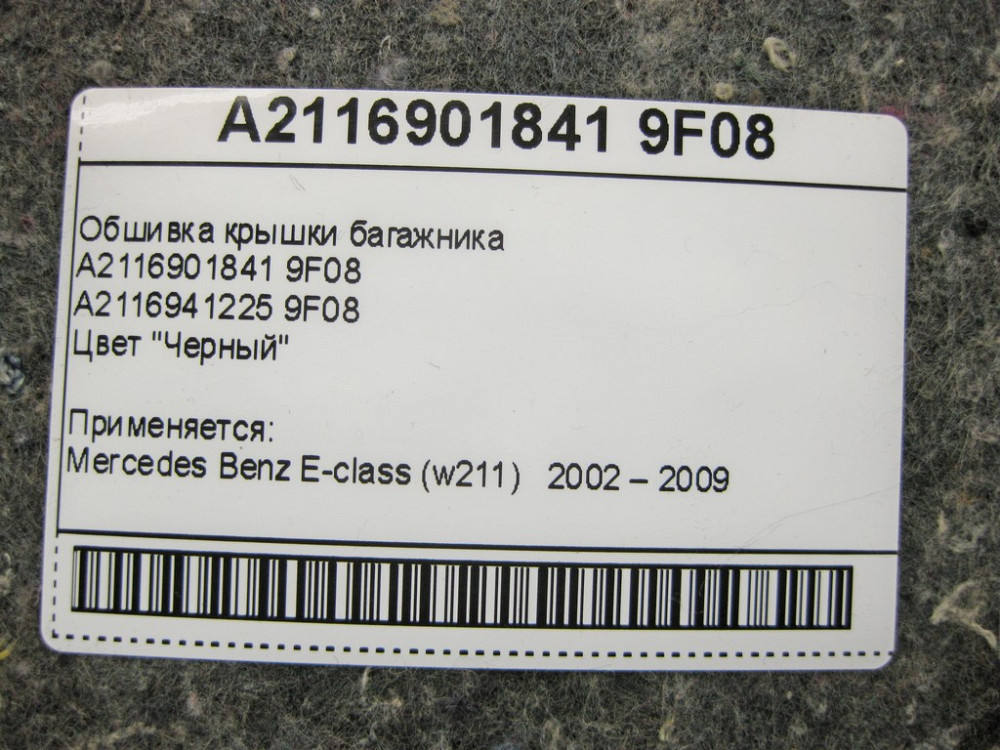 A2116901841 9F08
Обшивка крышки багажника
A2116901841 9F08
A2116941225 9F08
Цвет "Черный"
Применяется:
Mercedes Benz E-class (w211) 2002 – 2009